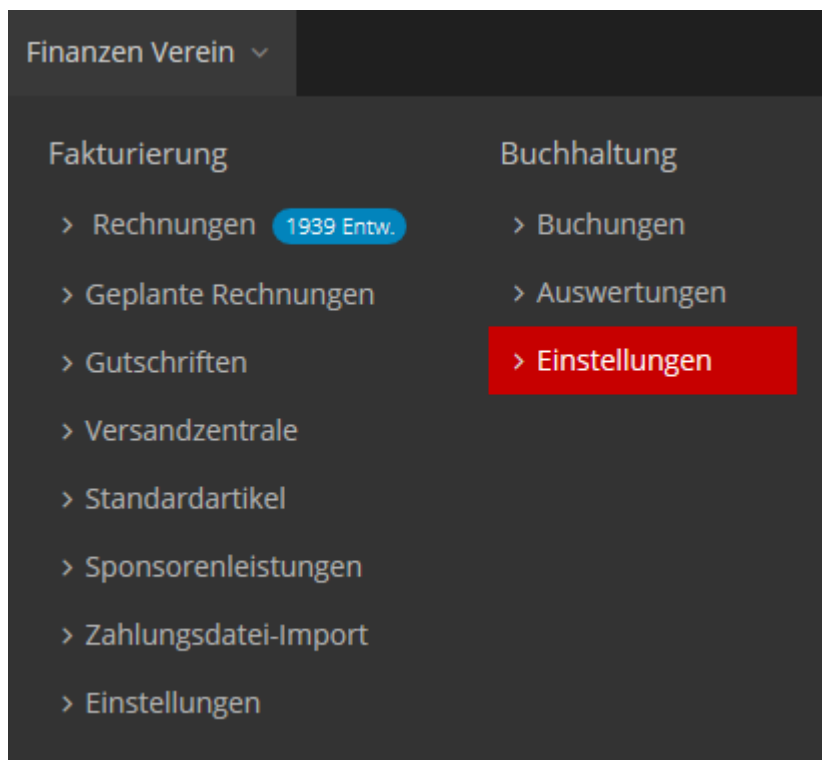 Finanzen Verein
Fakturierung
Rechnungen 1939 Entw.
Geplante Rechnungen
Gutschriften
Versandzentrale
Standardartikel
Sponsorenleistungen
Zahlungsdatei-Import
Einstellungen
Buchhaltung
Buchungen
Auswertungen
Einstellungen